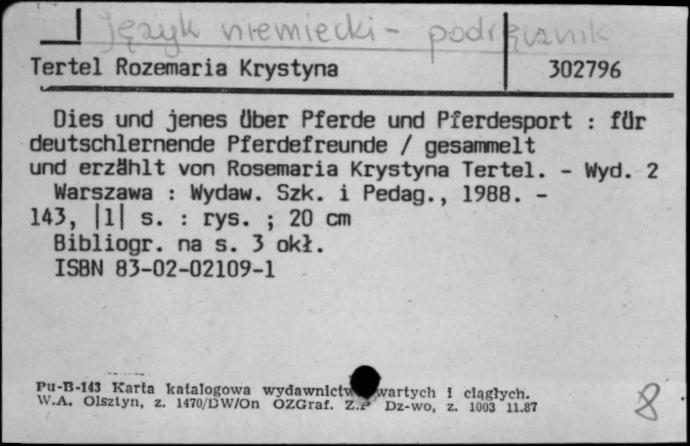 język niemiecki - podręcznik
Tertel Rozemaria Krystyna 302796
Dies und jenes über Pferde und Pferdesport : für
deutschlernende Pferdefreunde / gesammelt
und erzählt von Rosemaria Krystyna Tertel. - Wyd. 2
Warszawa : Wydaw. Szk. i Pedag., 1988. -
143, |1| s. : rys. ; 20 cm
Bibliogr. na s. 3 okł.
ISBN 83-02-02109-1
Pu-B-143 Karta katalogowa wydawnictw wartych i ciągłych.
W.A. Olsztyn, z. 1470/DW/On OZGraf. Z.P Dz-wo, z. 1003 11.87
8